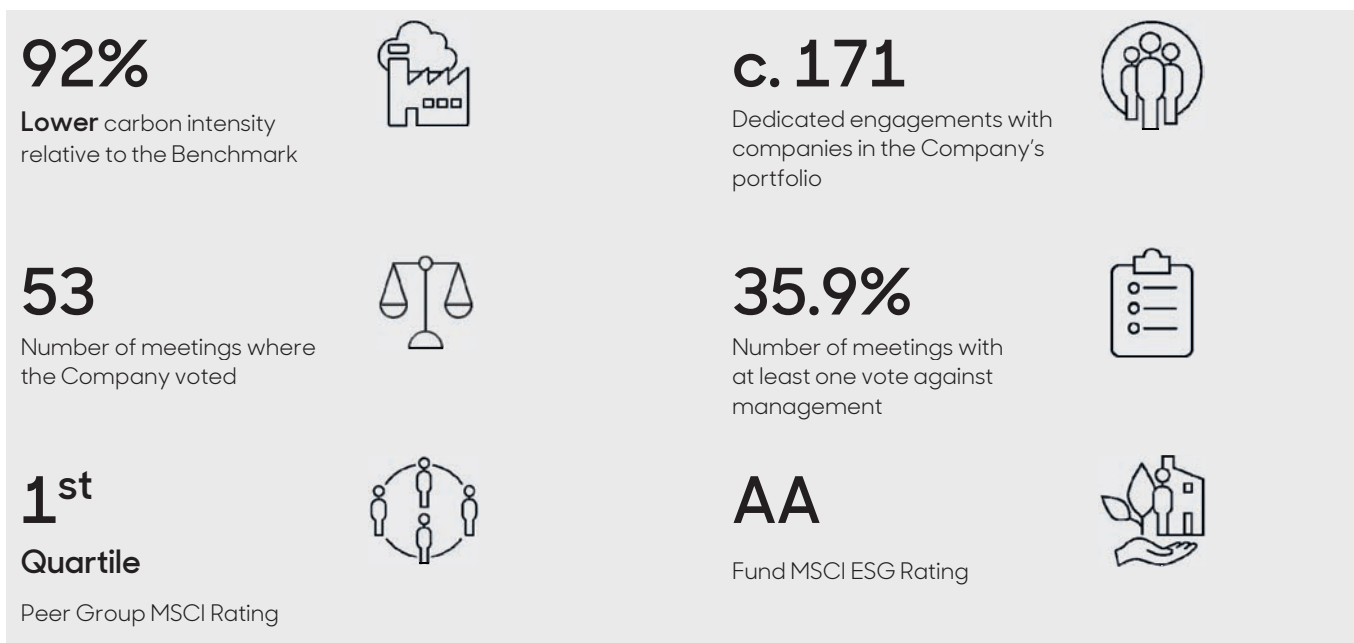 92%
Lower carbon intensity
relative to the Benchmark
c. 171
Dedicated engagements with
companies in the Company's
portfolio
53
Number of meetings where
the Company voted
35.9%
Number of meetings with
at least one vote against
management
1st
Quartile
Peer Group MSCI Rating
AA
Fund MSCI ESG Rating